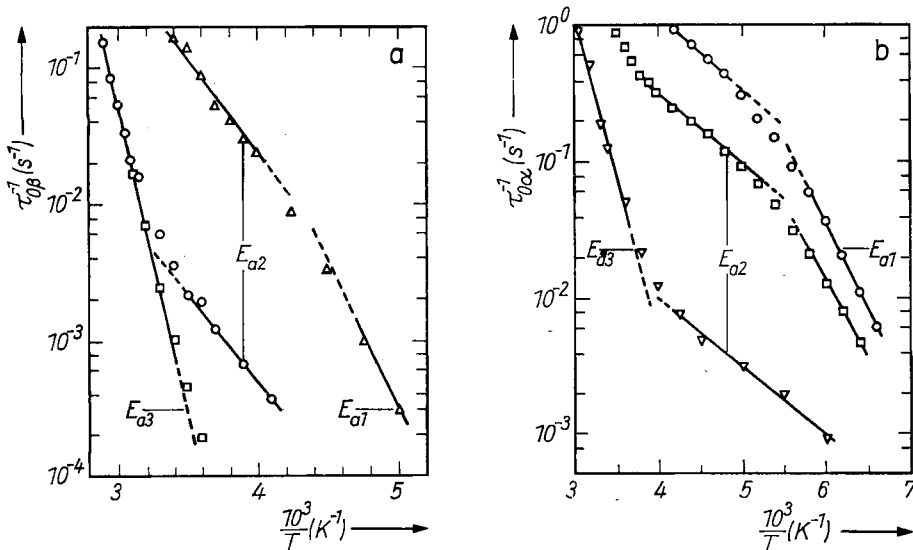 a
τ₀β⁻¹ (s⁻¹)
10⁻¹
10⁻²
10⁻³
10⁻⁴
Eₐ₂
Eₐ₃
Eₐ₁
3 4 5
10³/T (K⁻¹)
b
τ₀α⁻¹ (s⁻¹)
10⁰
10⁻¹
10⁻²
10⁻³
Eₐ₃
Eₐ₂
Eₐ₁
3 4 5 6 7
10³/T (K⁻¹)